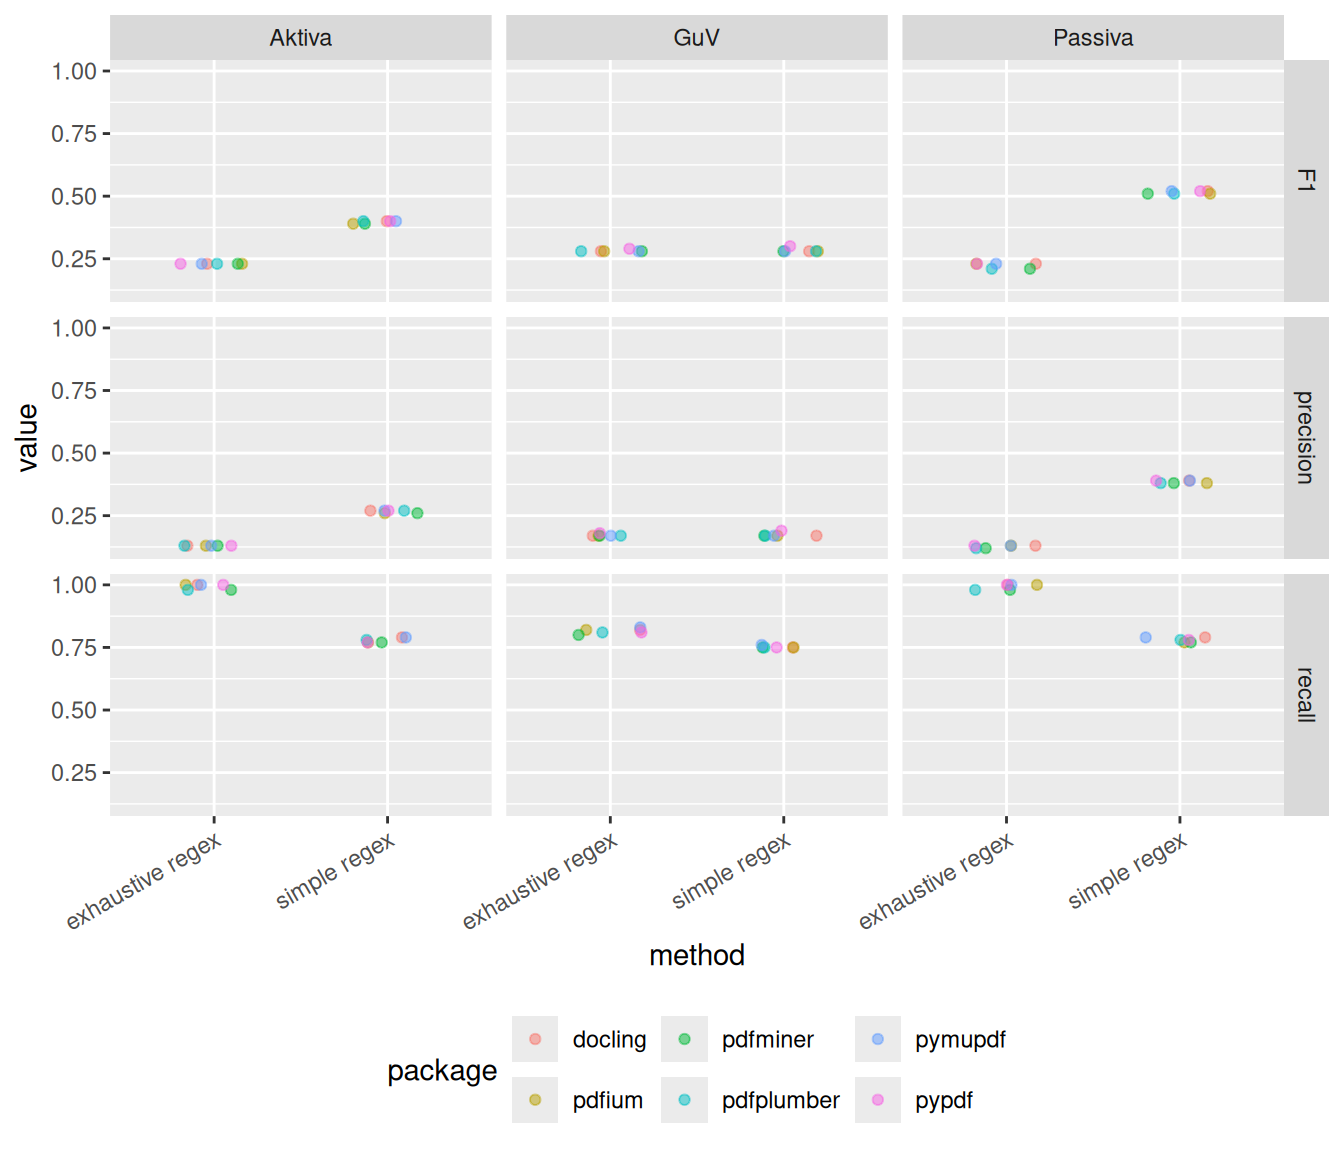 Aktiva GuV Passiva
1.00
0.75
0.50
0.25
F1
1.00
0.75
0.50
0.25
precision
1.00
0.75
0.50
0.25
recall
value
exhaustive regex simple regex exhaustive regex simple regex exhaustive regex simple regex
method
package
docling pdfminer pymupdf
pdfium pdfplumber pypdf